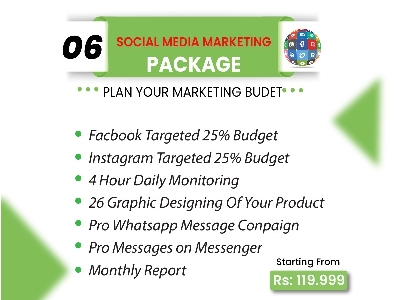 06
SOCIAL MEDIA MARKETING
PACKAGE
PLAN YOUR MARKETING BUDET
Facbook Targeted 25% Budget
Instagram Targeted 25% Budget
4 Hour Daily Monitoring
26 Graphic Designing Of Your Product
Pro Whatsapp Message Conpaign
Pro Messages on Messenger
Monthly Report
Starting From
Rs: 119.999